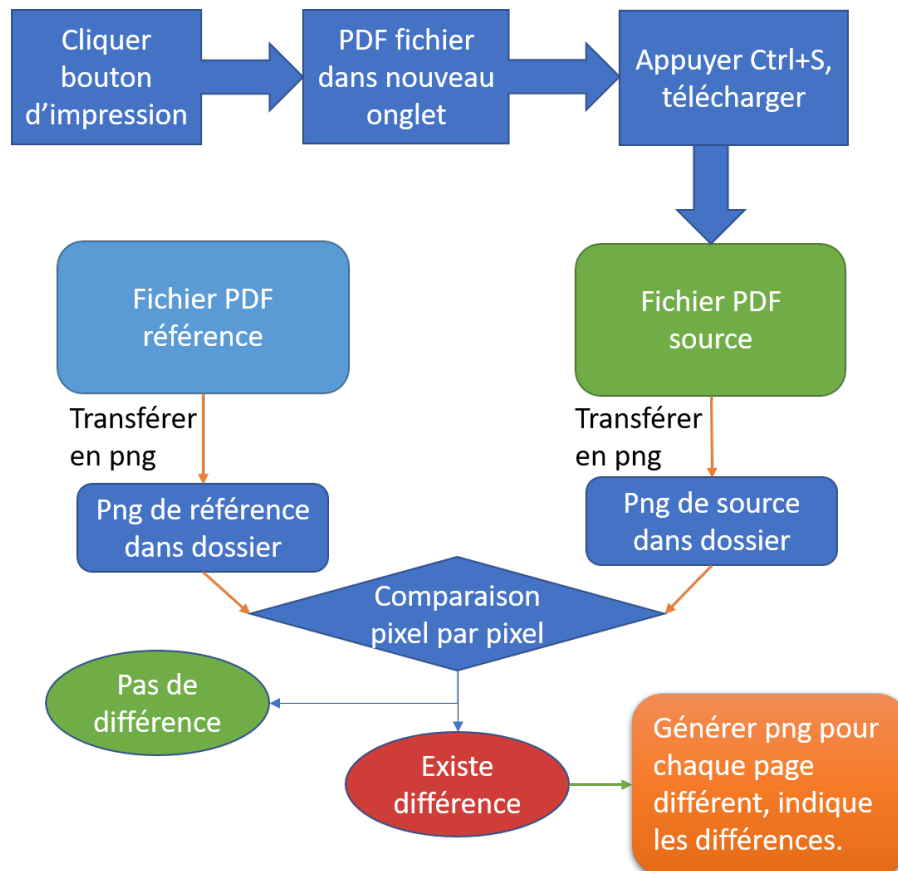 Cliquer
bouton
d’impression
PDF fichier
dans nouveau
onglet
Appuyer Ctrl+S,
télécharger
Fichier PDF
référence
Fichier PDF
source
Transférer
en png
Transférer
en png
Png de référence
dans dossier
Png de source
dans dossier
Comparaison
pixel par pixel
Pas de
différence
Existe
différence
Générer png pour
chaque page
différent, indique
les différences.